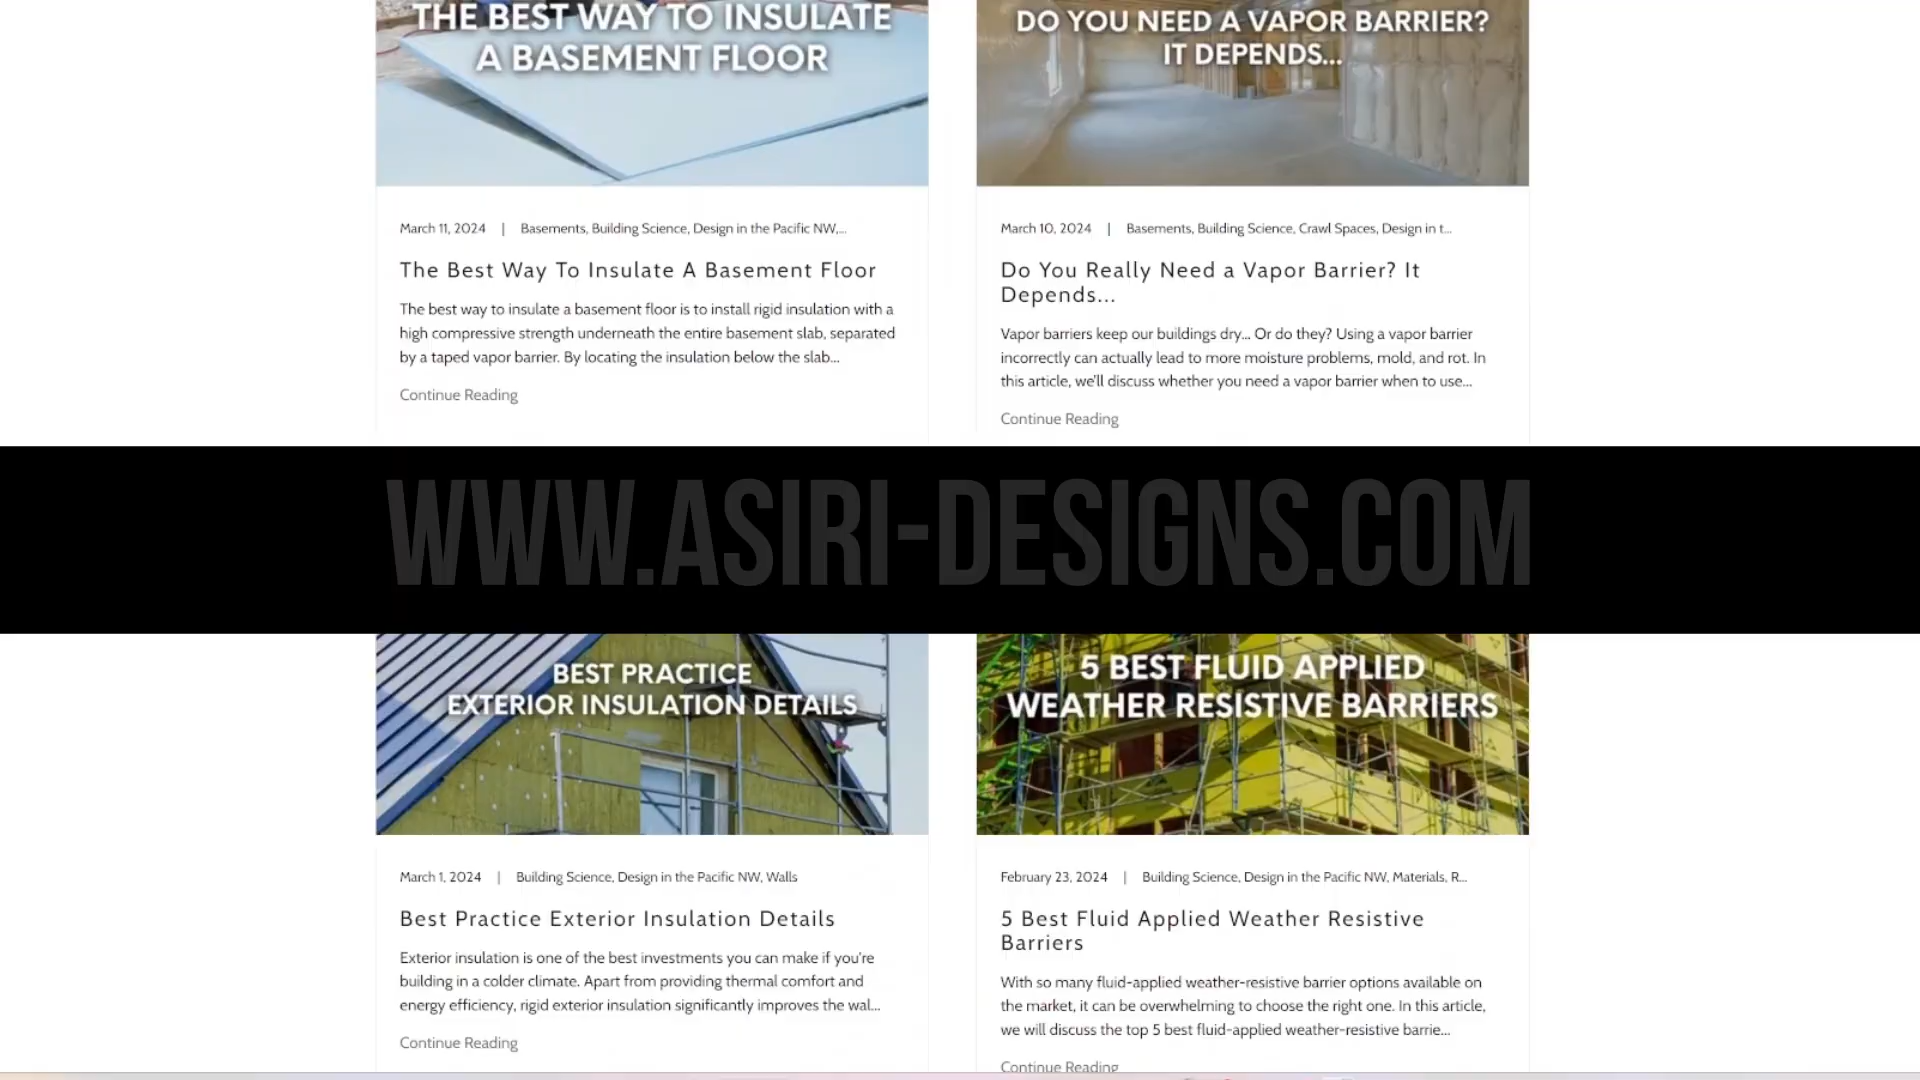 THE BEST WAY TO INSULATE
A BASEMENT FLOOR
March 11, 2024 | Basements, Building Science, Design in the Pacific NW,...
The Best Way To Insulate A Basement Floor
The best way to insulate a basement floor is to install rigid insulation with a
high compressive strength underneath the entire basement slab, separated
by a taped vapor barrier. By locating the insulation below the slab...
Continue Reading
DO YOU NEED A VAPOR BARRIER?
IT DEPENDS...
March 10, 2024 | Basements, Building Science, Crawl Spaces, Design in t...
Do You Really Need a Vapor Barrier? It
Depends...
Vapor barriers keep our buildings dry... Or do they? Using a vapor barrier
incorrectly can actually lead to more moisture problems, mold, and rot. In
this article, we'll discuss whether you need a vapor barrier when to use...
Continue Reading
WWW.ASIRI-DESIGNS.COM
BEST PRACTICE
EXTERIOR INSULATION DETAILS
March 1, 2024 | Building Science, Design in the Pacific NW, Walls
Best Practice Exterior Insulation Details
Exterior insulation is one of the best investments you can make if you're
building in a colder climate. Apart from providing thermal comfort and
energy efficiency, rigid exterior insulation significantly improves the wal...
Continue Reading
5 BEST FLUID APPLIED
WEATHER RESISTIVE BARRIERS
February 23, 2024 | Building Science, Design in the Pacific NW, Materials, R...
5 Best Fluid Applied Weather Resistive
Barriers
With so many fluid-applied weather-resistive barrier options available on
the market, it can be overwhelming to choose the right one. In this article,
we will discuss the top 5 best fluid-applied weather-resistive barrie...
Continue Reading